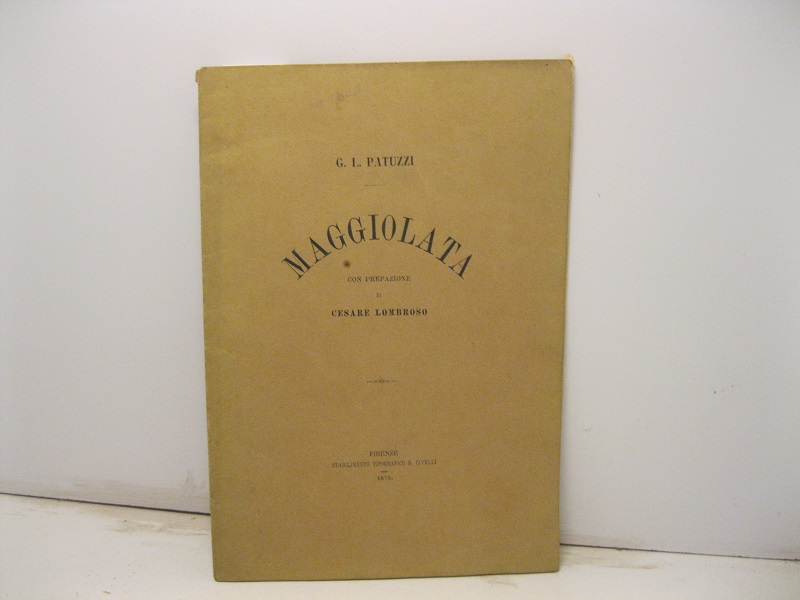 G. L. PATUZZI
MAGGIOLATA
CON PREFAZIONE
DI
CESARE LOMBROSO
FIRENZE
STABILIMENTO TIPOGRAFICO G. CIVELLI